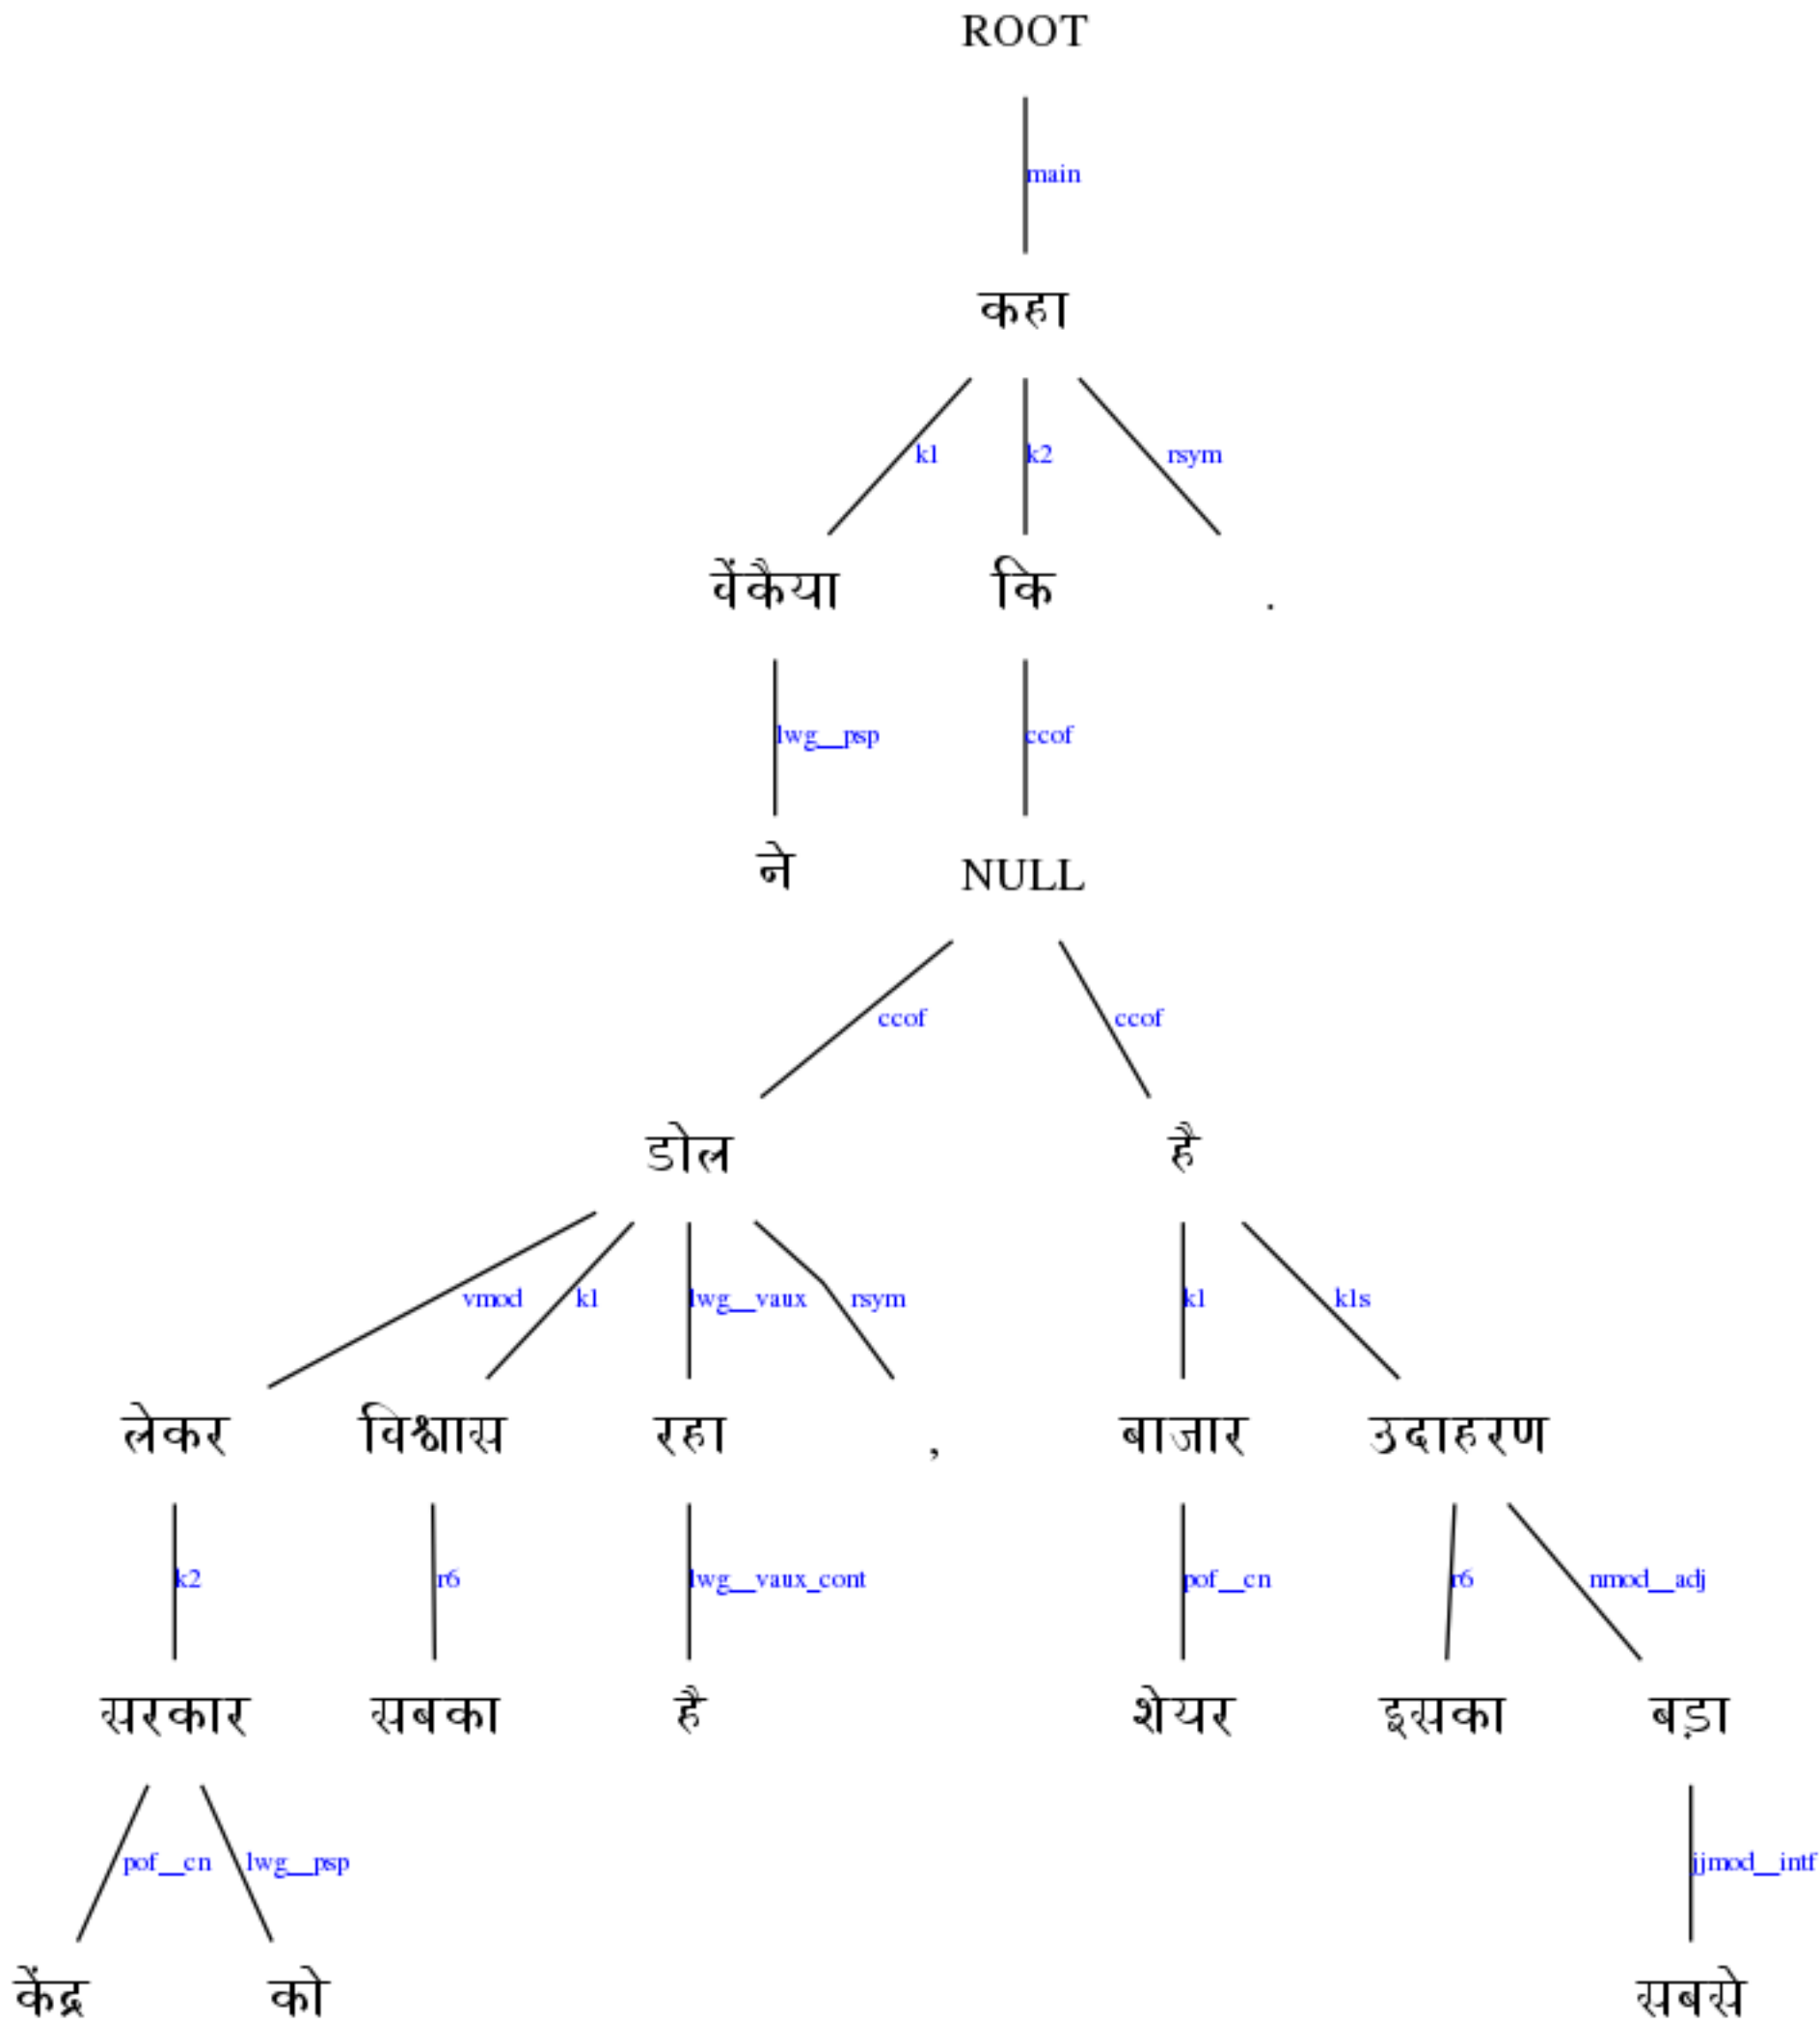 ROOT
main
कहा
k1 k2 rsym
वेंकैया कि .
lwg__psp ccof
ने NULL
ccof ccof
डोल है
vmod k1 lwg__vaux rsym k1 k1s
लेकर विश्वास रहा , बाजार उदाहरण
k2 r6 lwg__vaux_cont pof__cn r6 nmod__adj
सरकार सबका है शेयर इसका बड़ा
pof__cn lwg__psp jjmod__intf
केंद्र को सबसे